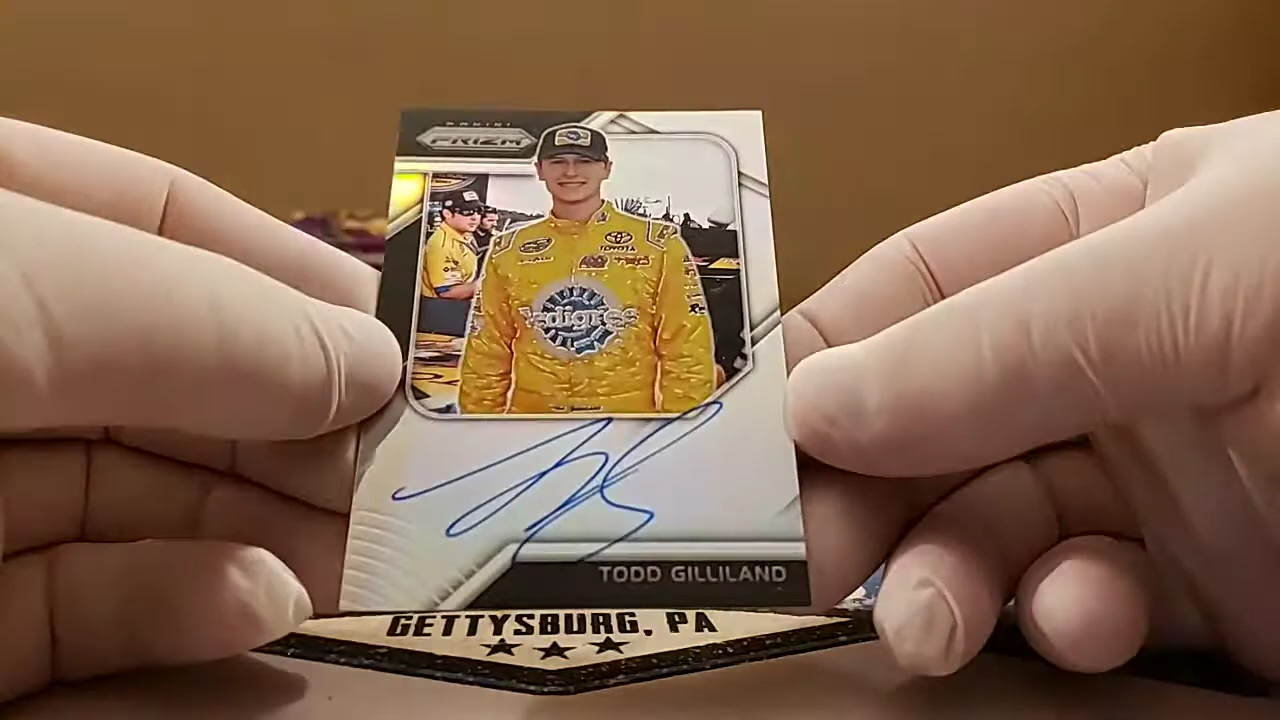 PANINI
PRIZM
TOYOTA
Pedigree
TODD GILLILAND
GETTYSBURG, PA